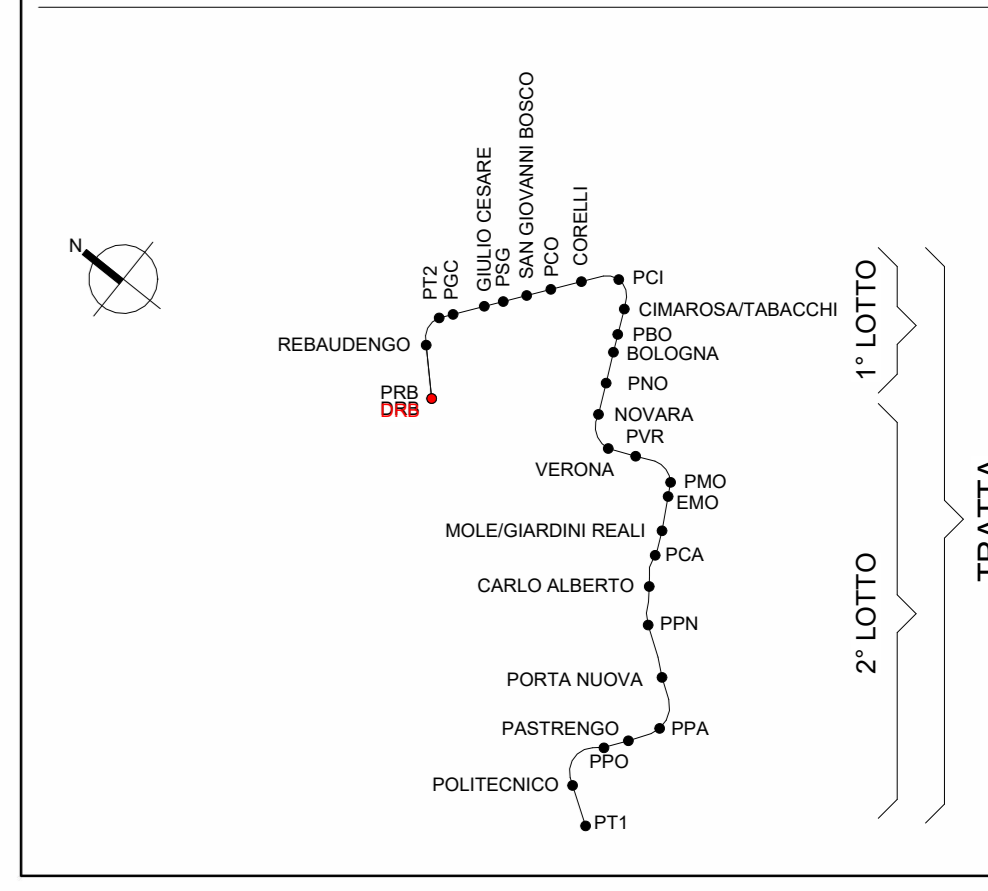 N
PT2
PGC
GIULIO CESARE
PSG
SAN GIOVANNI BOSCO
PCO
CORELLI
PCI
CIMAROSA/TABACCHI
PBO
BOLOGNA
PNO
NOVARA
PVR
VERONA
PMO
EMO
MOLE/GIARDINI REALI
PCA
CARLO ALBERTO
PPN
PORTA NUOVA
PPA
PASTRENGO
PPO
POLITECNICO
PT1
REBAUDENGO
PRB
DRB
1° LOTTO
2° LOTTO
TRATTA